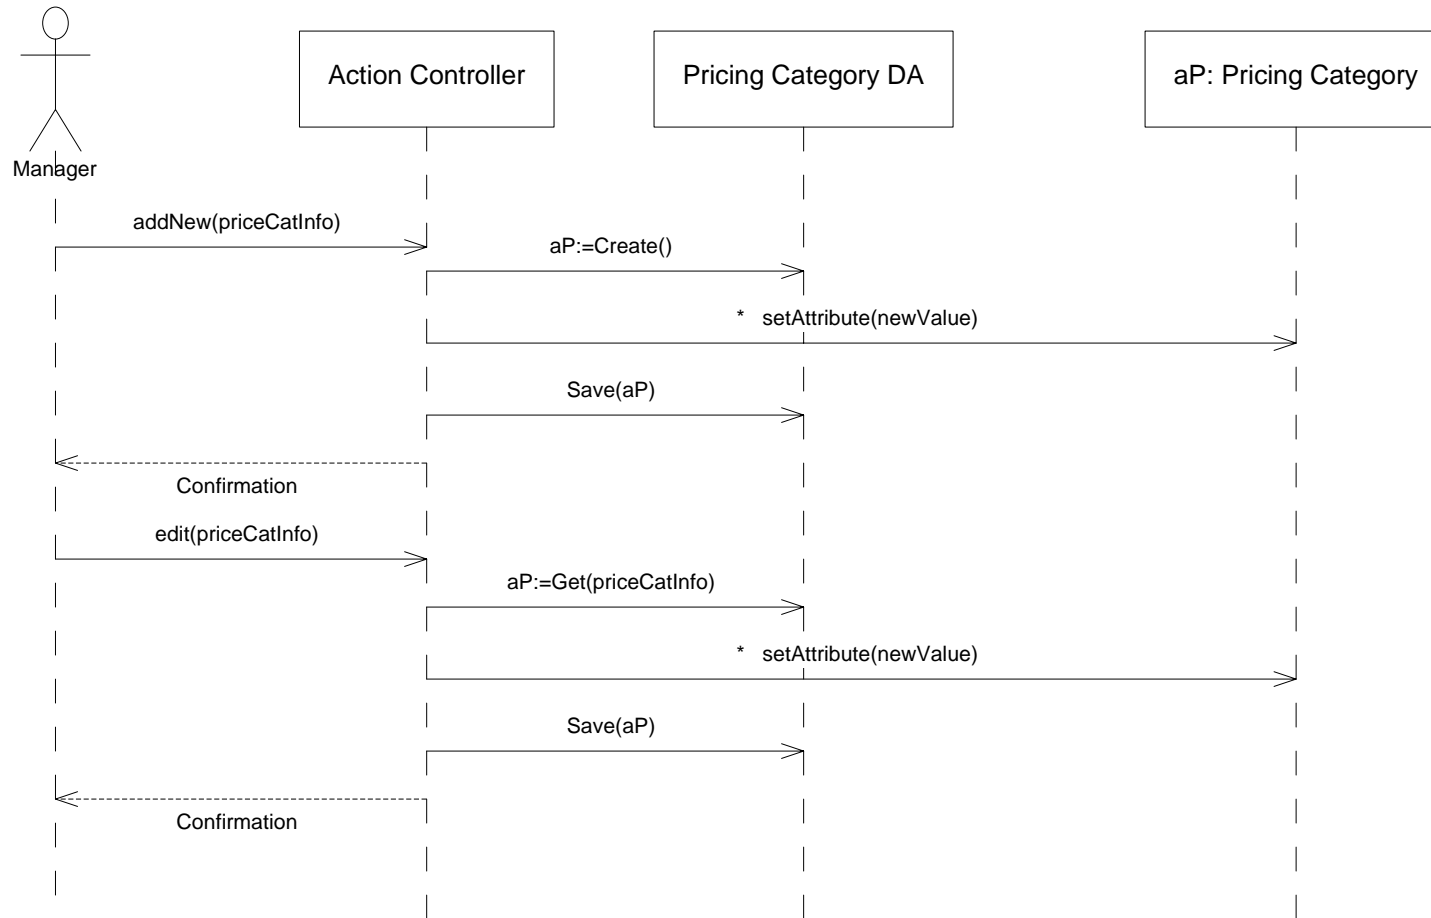 Action Controller
Pricing Category DA
aP: Pricing Category
Manager
addNew(priceCatInfo)
aP:=Create()
* setAttribute(newValue)
Save(aP)
Confirmation
edit(priceCatInfo)
aP:=Get(priceCatInfo)
* setAttribute(newValue)
Save(aP)
Confirmation